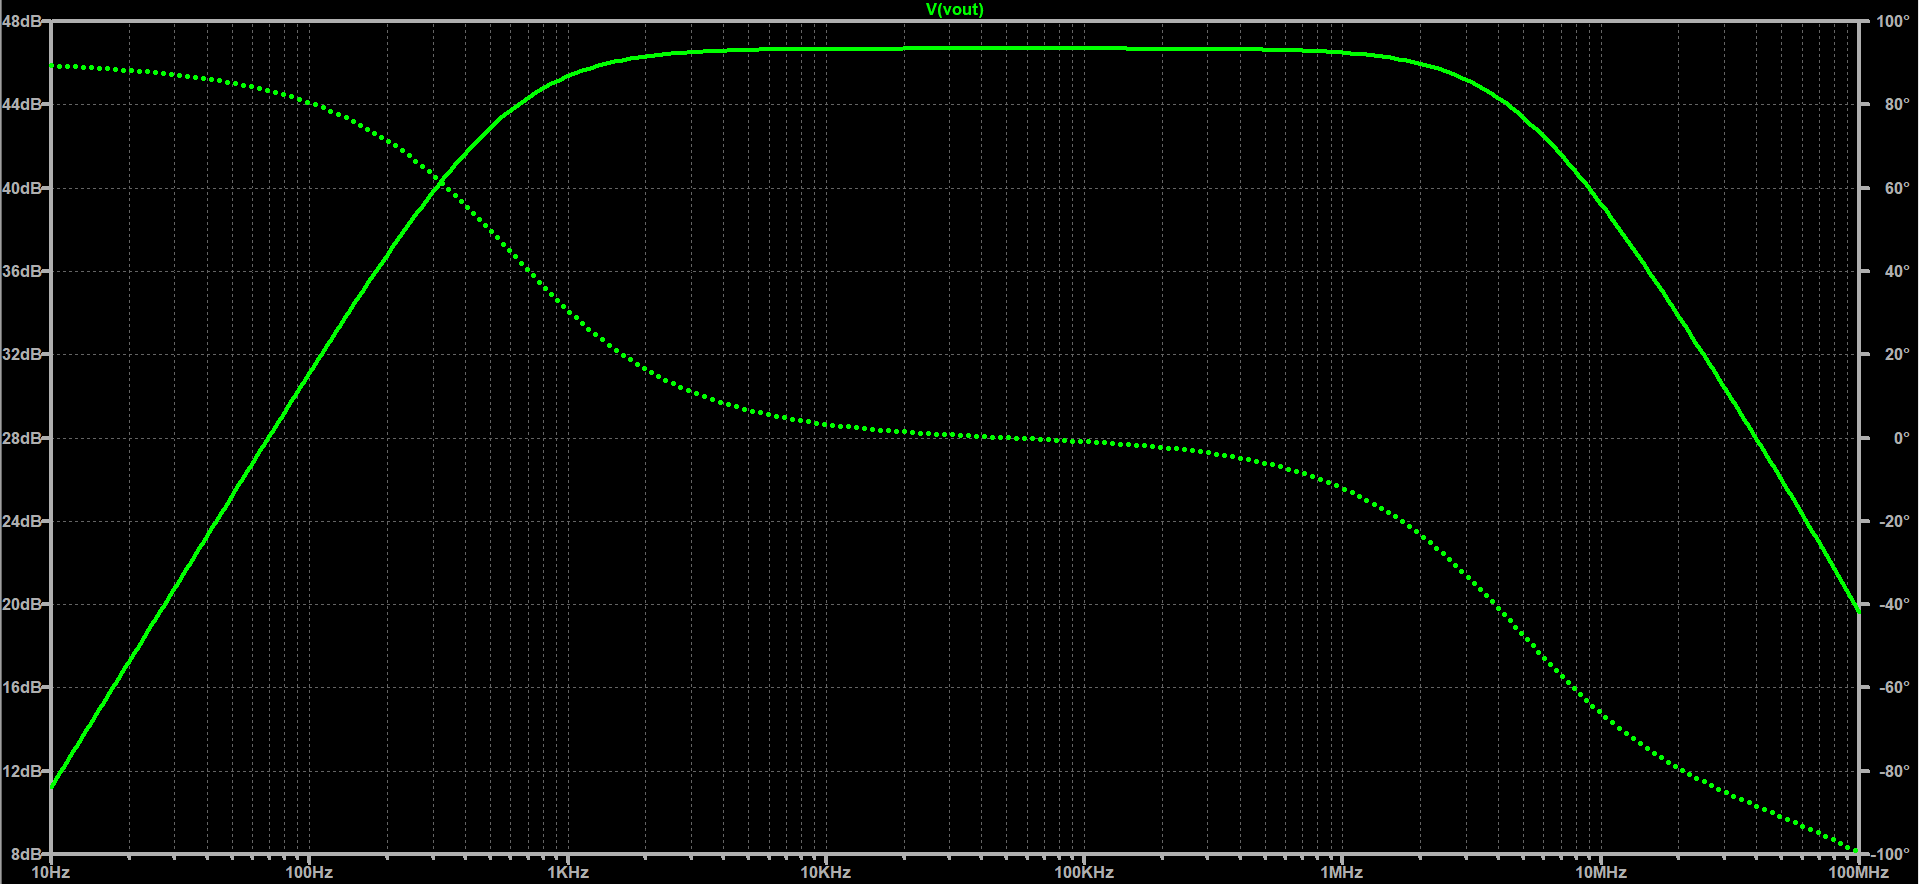 V(vout)
48dB 100°
44dB 80°
40dB 60°
36dB 40°
32dB 20°
28dB 0°
24dB -20°
20dB -40°
16dB -60°
12dB -80°
8dB -100°
10Hz 100Hz 1KHz 10KHz 100KHz 1MHz 10MHz 100MHz